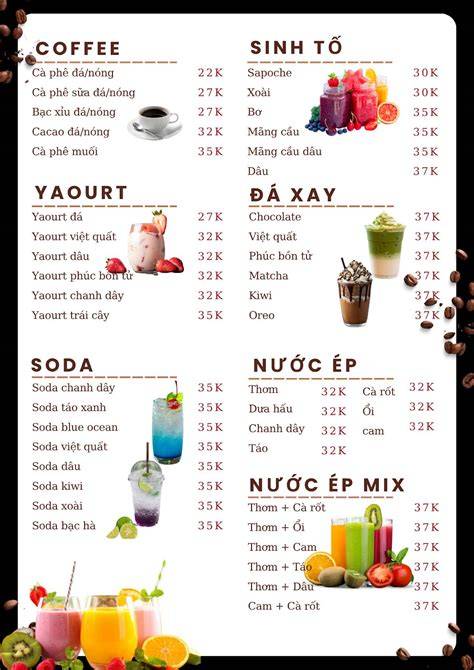 COFFEE
Cà phê đá/nóng 22K
Cà phê sữa đá/nóng 27K
Bạc xỉu đá/nóng 27K
Cacao đá/nóng 32K
Cà phê muối 35K
YAOURT
Yaourt đá 27K
Yaourt việt quất 32K
Yaourt dâu 32K
Yaourt phúc bồn tử 32K
Yaourt chanh dây 32K
Yaourt trái cây 35K
SODA
Soda chanh dây 35K
Soda táo xanh 35K
Soda blue ocean 35K
Soda việt quất 35K
Soda dâu 35K
Soda kiwi 35K
Soda xoài 35K
Soda bạc hà 35K
SINH TỐ
Sapoche 30K
Xoài 30K
Bơ 35K
Mãng cầu 35K
Mãng cầu dâu 35K
Dâu 35K
ĐÁ XAY
Chocolate 37K
Việt quất 37K
Phúc bồn tử 37K
Matcha 37K
Kiwi 37K
Oreo 37K
NƯỚC ÉP
Thơm 32K Cà rốt 32K
Dưa hấu 32K Ổi 32K
Chanh dây 32K cam 32K
Táo 32K
NƯỚC ÉP MIX
Thơm + Cà rốt 37K
Thơm + Ổi 37K
Thơm + Cam 37K
Thơm + Táo 37K
Thơm + Dâu 37K
Cam + Cà rốt 37K